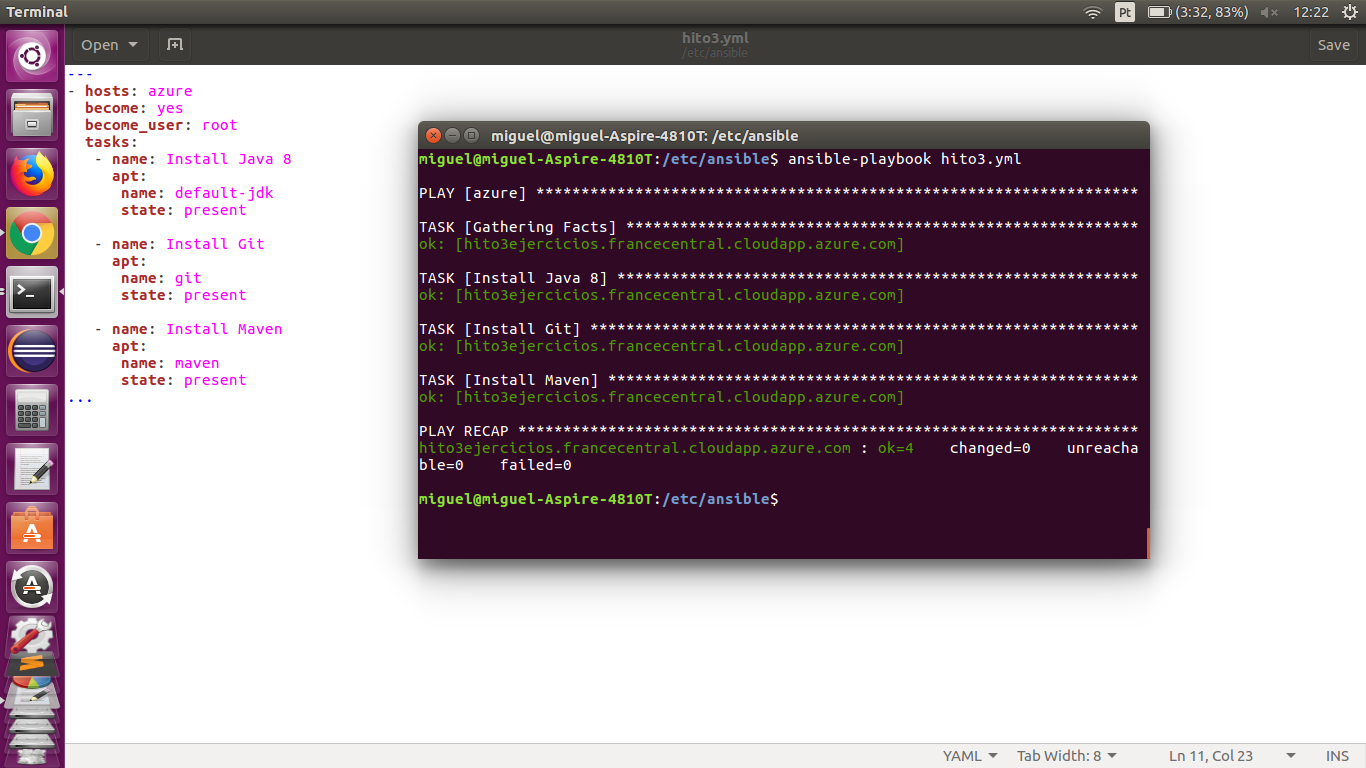 Terminal
Pt
(3:32, 83%)
12:22
Open
hito3.yml
/etc/ansible
Save
---
- hosts: azure
  become: yes
  become_user: root
  tasks:
   - name: Install Java 8
     apt:
      name: default-jdk
      state: present
   - name: Install Git
     apt:
      name: git
      state: present
   - name: Install Maven
     apt:
      name: maven
      state: present
...
miguel@miguel-Aspire-4810T: /etc/ansible
miguel@miguel-Aspire-4810T:/etc/ansible$ ansible-playbook hito3.yml
PLAY [azure] *******************************************************************
TASK [Gathering Facts] *********************************************************
ok: [hito3ejercicios.francecentral.cloudapp.azure.com]
TASK [Install Java 8] **********************************************************
ok: [hito3ejercicios.francecentral.cloudapp.azure.com]
TASK [Install Git] *************************************************************
ok: [hito3ejercicios.francecentral.cloudapp.azure.com]
TASK [Install Maven] ***********************************************************
ok: [hito3ejercicios.francecentral.cloudapp.azure.com]
PLAY RECAP *********************************************************************
hito3ejercicios.francecentral.cloudapp.azure.com : ok=4    changed=0    unreacha
ble=0    failed=0
miguel@miguel-Aspire-4810T:/etc/ansible$
YAML
Tab Width: 8
Ln 11, Col 23
INS